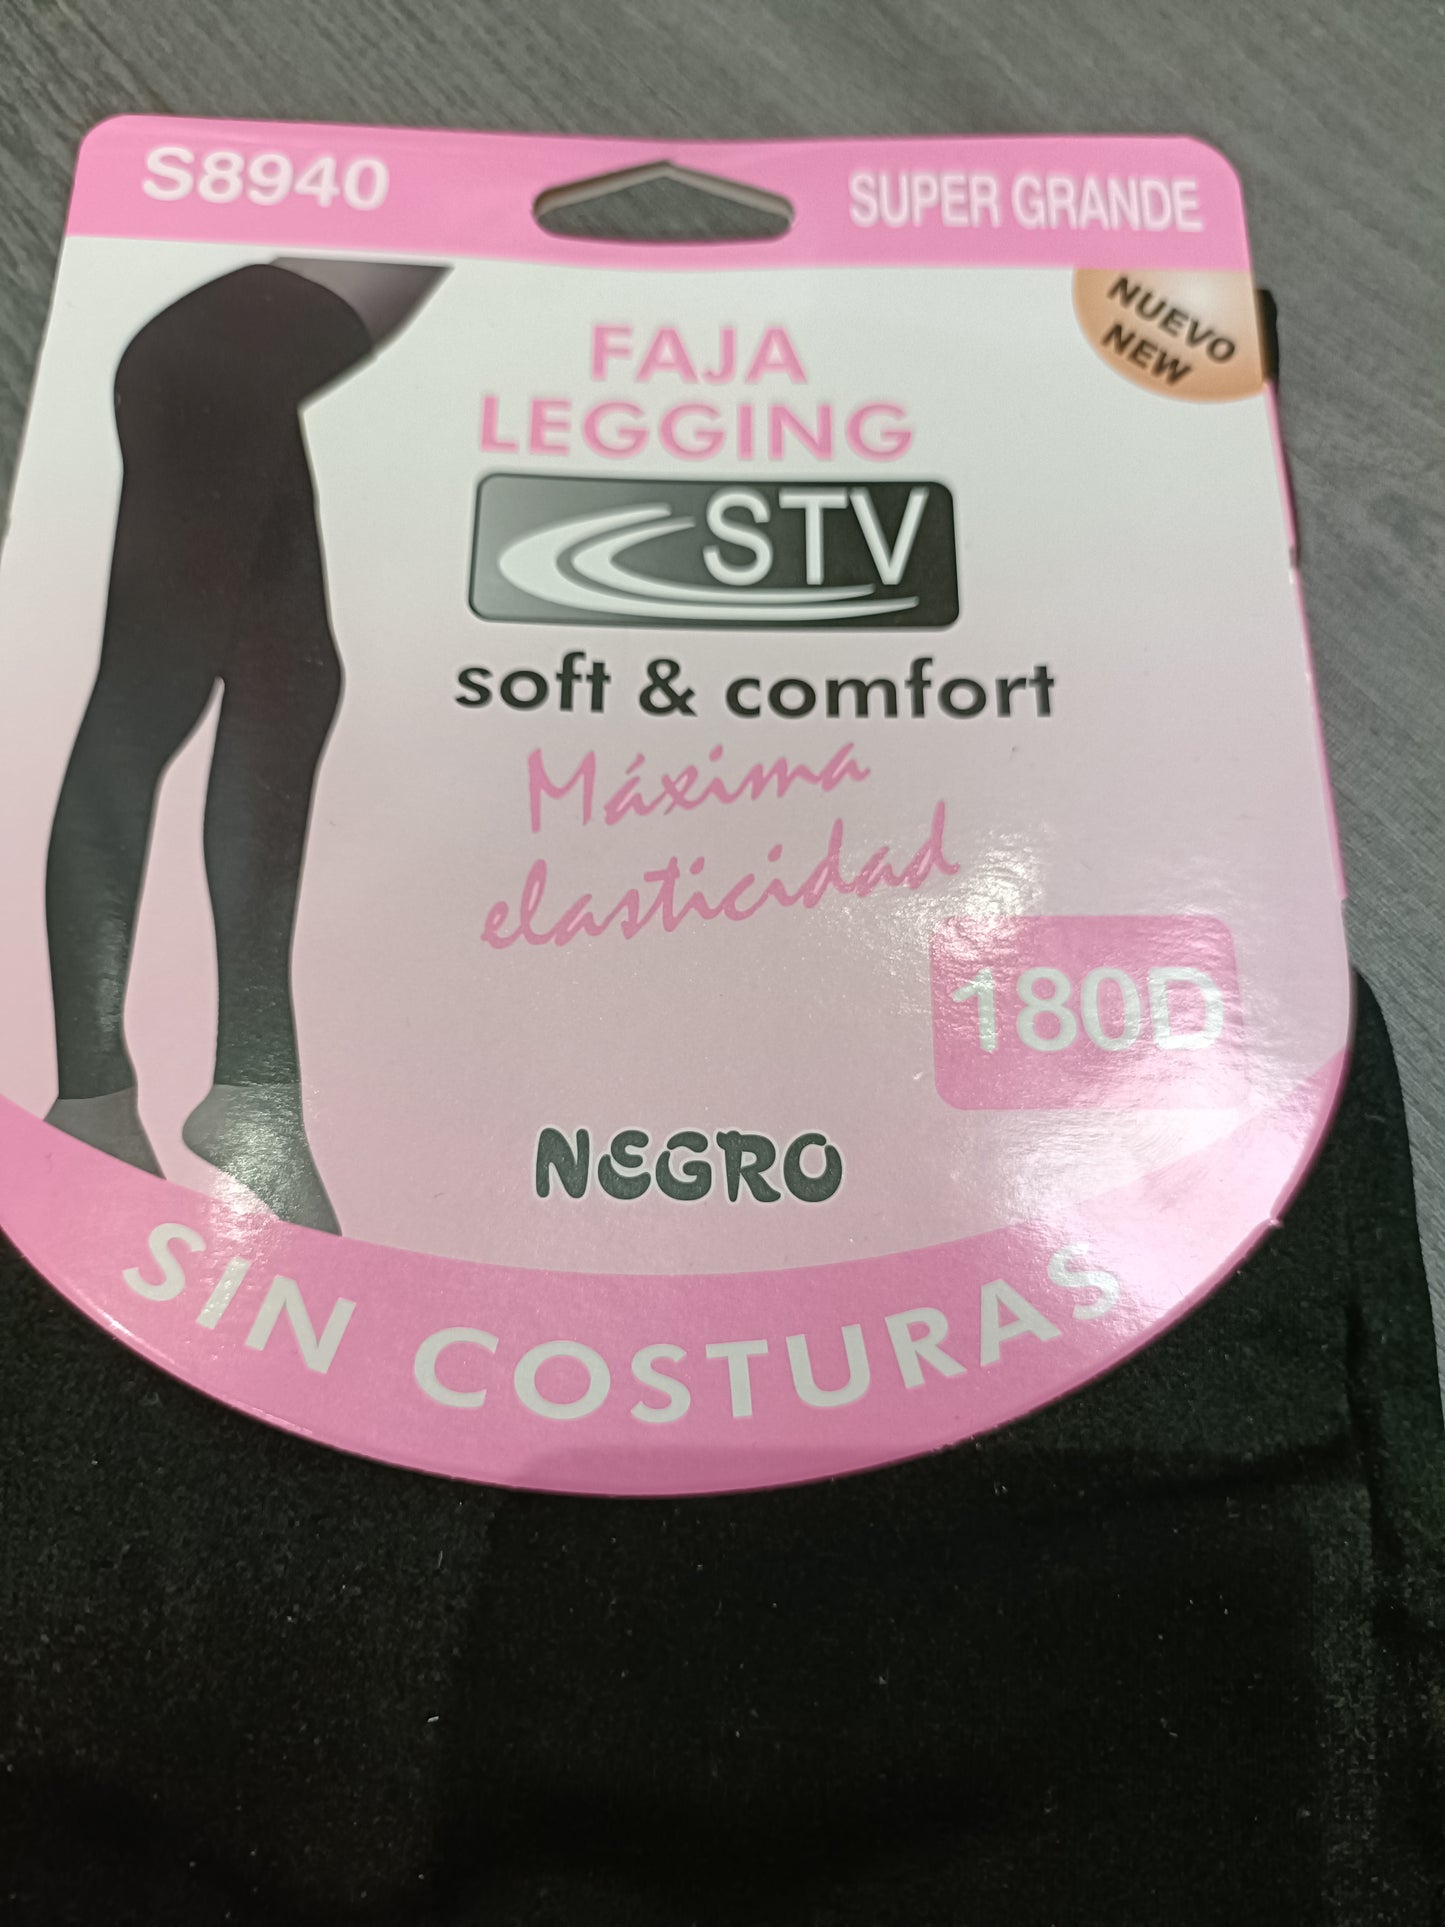 S8940
SUPER GRANDE
NUEVO
NEW
FAJA
LEGGING
STV
soft & comfort
Máxima
elasticidad
180D
NEGRO
SIN COSTURAS